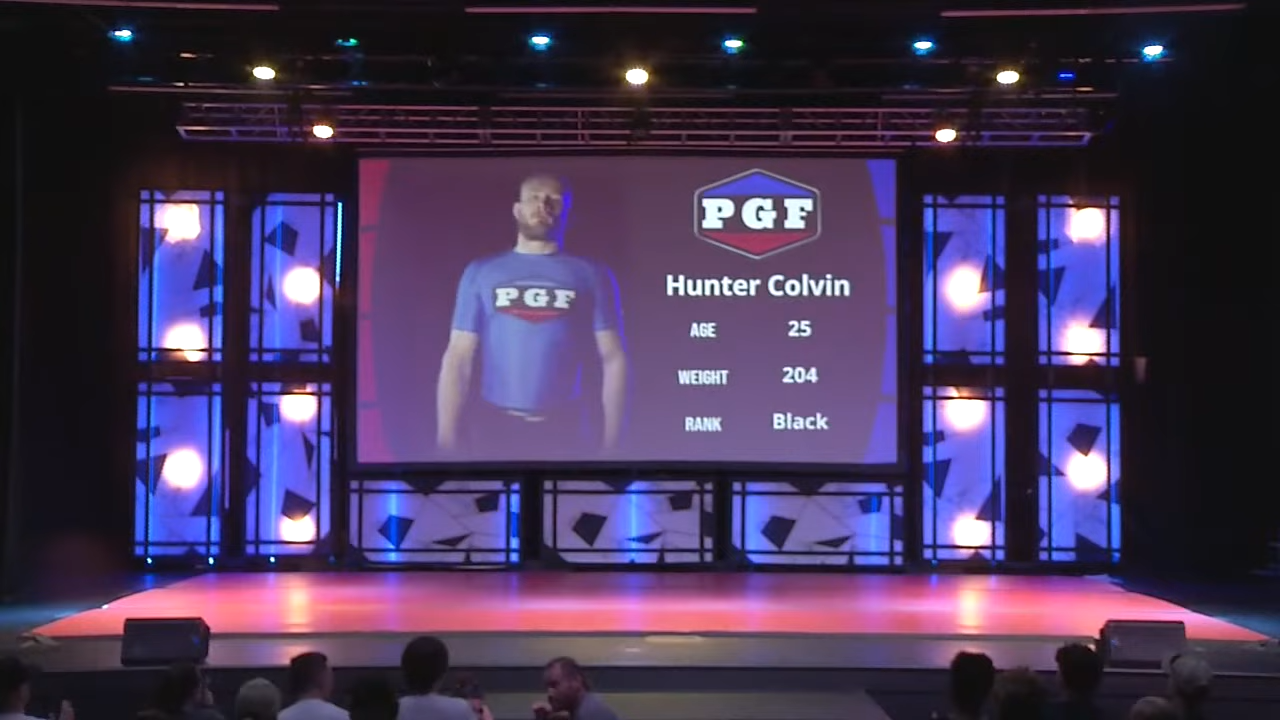 PGF
PGF
Hunter Colvin
AGE 25
WEIGHT 204
RANK Black